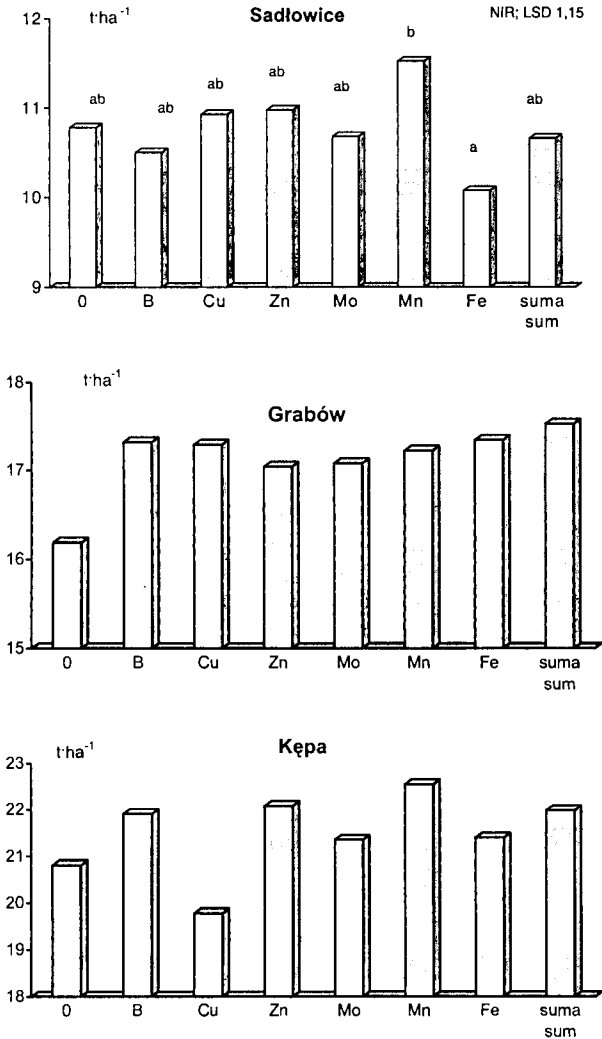 t·ha⁻¹ Sadłowice NIR; LSD 1,15
12
11
10
9
ab ab ab ab ab b a ab
0 B Cu Zn Mo Mn Fe suma
sum
t·ha⁻¹
Grabów
18
17
16
15
0 B Cu Zn Mo Mn Fe suma
sum
t·ha⁻¹ Kępa
23
22
21
20
19
18
0 B Cu Zn Mo Mn Fe suma
sum